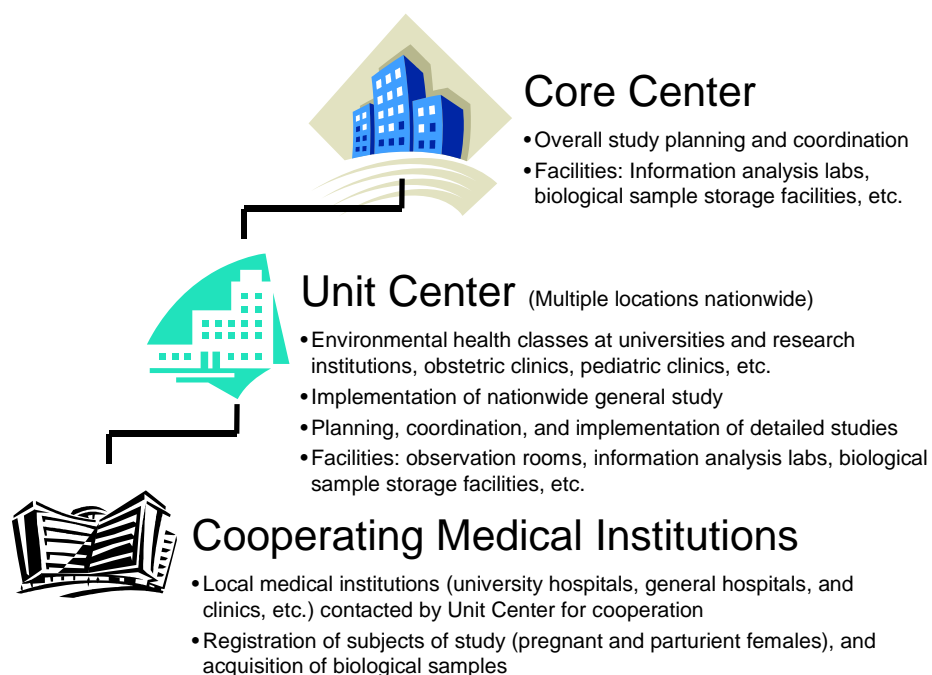 Core Center
•Overall study planning and coordination
•Facilities: Information analysis labs,
biological sample storage facilities, etc.
Unit Center (Multiple locations nationwide)
•Environmental health classes at universities and research
institutions, obstetric clinics, pediatric clinics, etc.
•Implementation of nationwide general study
•Planning, coordination, and implementation of detailed studies
•Facilities: observation rooms, information analysis labs, biological
sample storage facilities, etc.
Cooperating Medical Institutions
•Local medical institutions (university hospitals, general hospitals, and
clinics, etc.) contacted by Unit Center for cooperation
•Registration of subjects of study (pregnant and parturient females), and
acquisition of biological samples